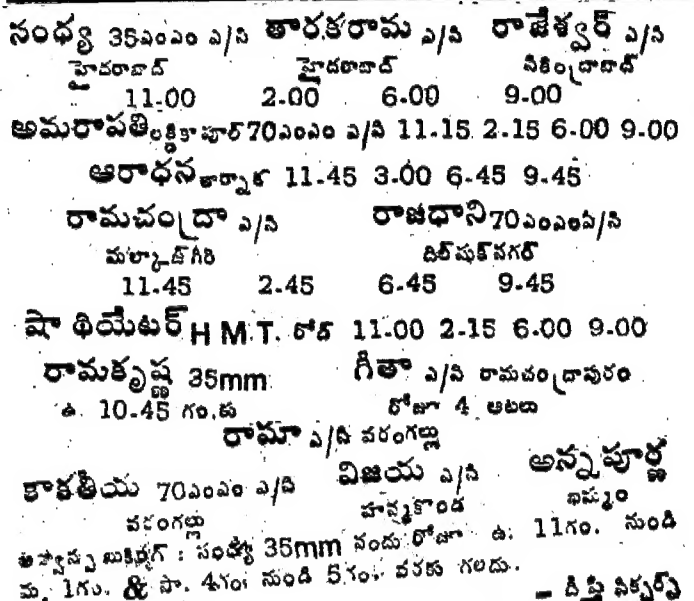 సంధ్య 35ఎంఎం ఎ/సి తారకరామ ఎ/సి రాజేశ్వర్ ఎ/సి
హైదరాబాద్ హైదరాబాద్ సికింద్రాబాద్
11-00 2-00 6-00 9-00
అమరాపతి లక్డికాపూల్ 70ఎంఎం ఎ/సి 11-15 2-15 6-00 9-00
ఆరాధన తార్నాక 11-45 3-00 6-45 9-45
రామచంద్రా ఎ/సి రాజధాని 70ఎంఎంఏ/సి
మల్కాజ్‌గిరి దిల్‌షుక్‌నగర్
11-45 2-45 6-45 9-45
షా థియేటర్ H M.T. రోడ్ 11-00 2-15 6-00 9-00
రామకృష్ణ 35mm గీతా ఎ/సి రామచంద్రాపురం
ఉ. 10-45 గం.కు రోజూ 4 ఆటలు
రామా ఎ/సి వరంగల్లు
కాకతీయ 70ఎంఎం ఎ/సి విజయ ఎ/సి అన్నపూర్ణ
వరంగల్లు హన్మకొండ ఖమ్మం
అడ్వాన్సు బుకింగ్ : సంధ్య 35mm నందు రోజూ ఉ: 11గం. నుండి
మ. 1గం. & సా. 4గం: నుండి 5గం. వరకు గలదు.
– దీప్తి పిక్చర్స్